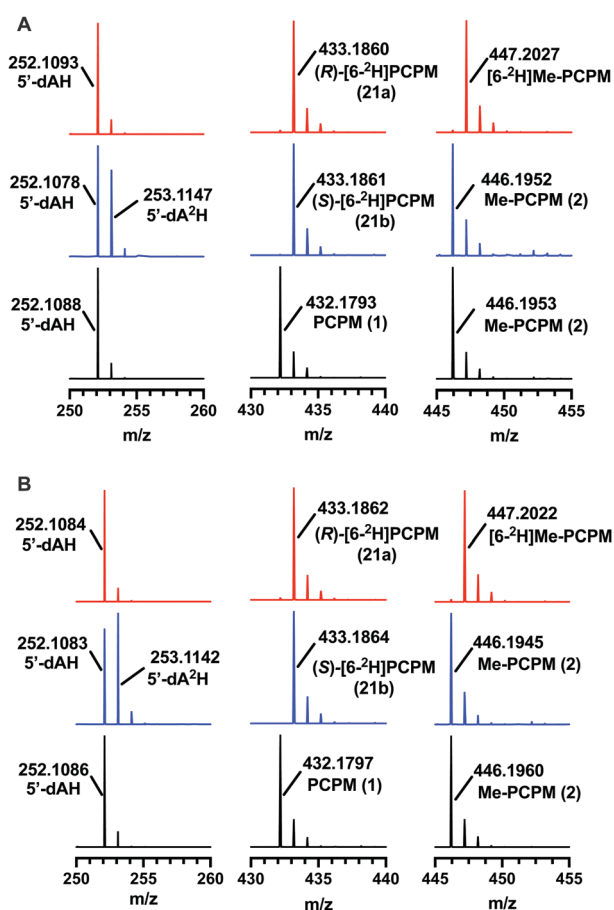 A
252.1093
5'-dAH
433.1860
(R)-[6-²H]PCPM
(21a)
447.2027
[6-²H]Me-PCPM
252.1078
5'-dAH
253.1147
5'-dA²H
433.1861
(S)-[6-²H]PCPM
(21b)
446.1952
Me-PCPM (2)
252.1088
5'-dAH
432.1793
PCPM (1)
446.1953
Me-PCPM (2)
250 255 260
m/z
430 435 440
m/z
445 450 455
m/z
B
252.1084
5'-dAH
433.1862
(R)-[6-²H]PCPM
(21a)
447.2022
[6-²H]Me-PCPM
252.1083
5'-dAH
253.1142
5'-dA²H
433.1864
(S)-[6-²H]PCPM
(21b)
446.1945
Me-PCPM (2)
252.1086
5'-dAH
432.1797
PCPM (1)
446.1960
Me-PCPM (2)
250 255 260
m/z
430 435 440
m/z
445 450 455
m/z